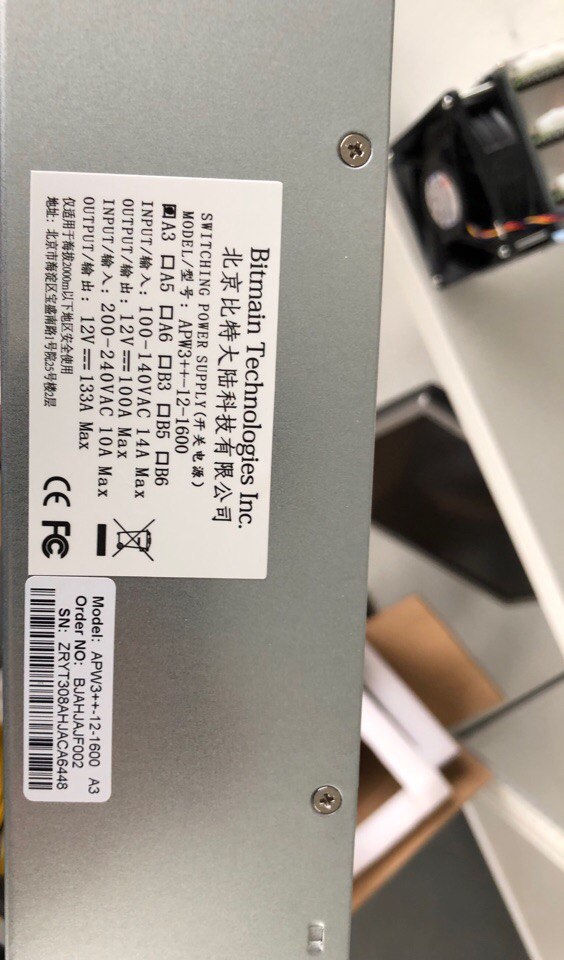 Bitmain Technologies Inc.
北京比特大陆科技有限公司
SWITCHING POWER SUPPLY(开关电源)
MODEL/型号: APW3++-12-1600
▣A3 □A5 □A6 □B3 □B5 □B6
INPUT/输入: 100-140VAC 14A Max
OUTPUT/输出: 12V⎓100A Max
INPUT/输入: 200-240VAC 10A Max
OUTPUT/输出: 12V⎓133A Max
仅适用于海拔2000m以下地区安全使用
地址: 北京市海淀区宝盛南路1号院25号楼2层
CE FC
Model: APW3++-12-1600 A3
Order NO: BJAHJAJF002
SN: ZRYT308AHJACA6448